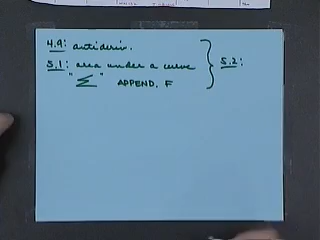 4.9: antideriv.
5.1: area under a curve
"Σ" APPEND. F
5.2: